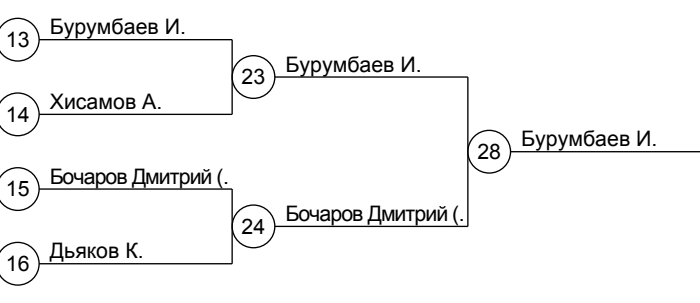 13 Бурумбаев И.
23 Бурумбаев И.
14 Хисамов А.
28 Бурумбаев И.
15 Бочаров Дмитрий (.
24 Бочаров Дмитрий (.
16 Дьяков К.